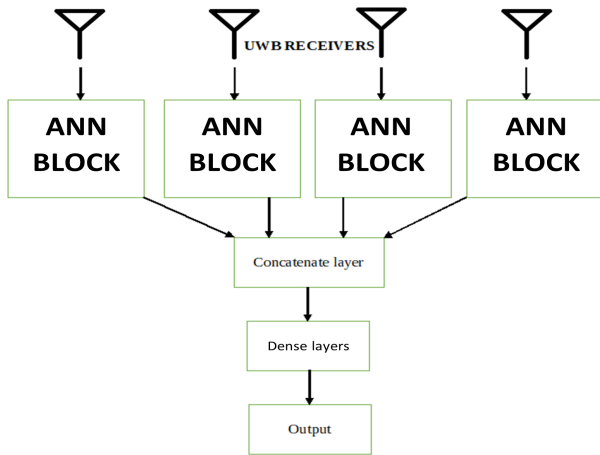 UWB RECEIVERS
ANN
BLOCK
ANN
BLOCK
ANN
BLOCK
ANN
BLOCK
Concatenate layer
Dense layers
Output